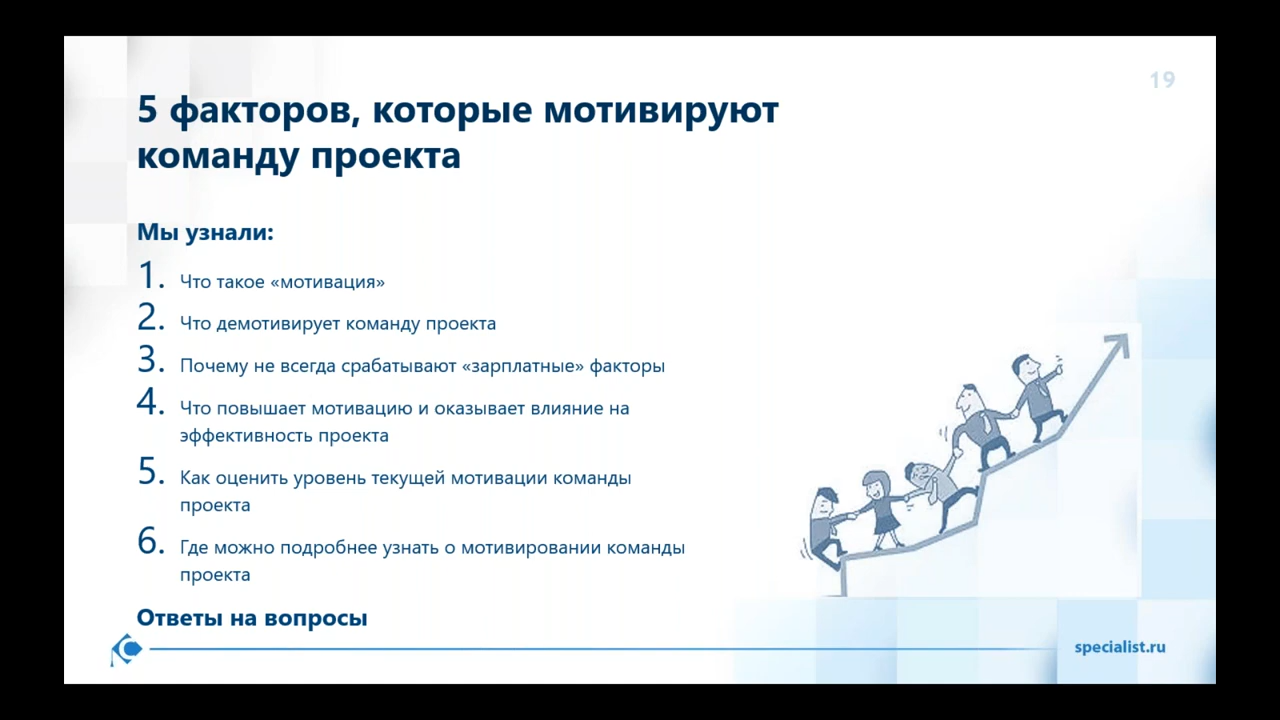 19
5 факторов, которые мотивируют
команду проекта
Мы узнали:
1. Что такое «мотивация»
2. Что демотивирует команду проекта
3. Почему не всегда срабатывают «зарплатные» факторы
4. Что повышает мотивацию и оказывает влияние на
эффективность проекта
5. Как оценить уровень текущей мотивации команды
проекта
6. Где можно подробнее узнать о мотивировании команды
проекта
Ответы на вопросы
specialist.ru